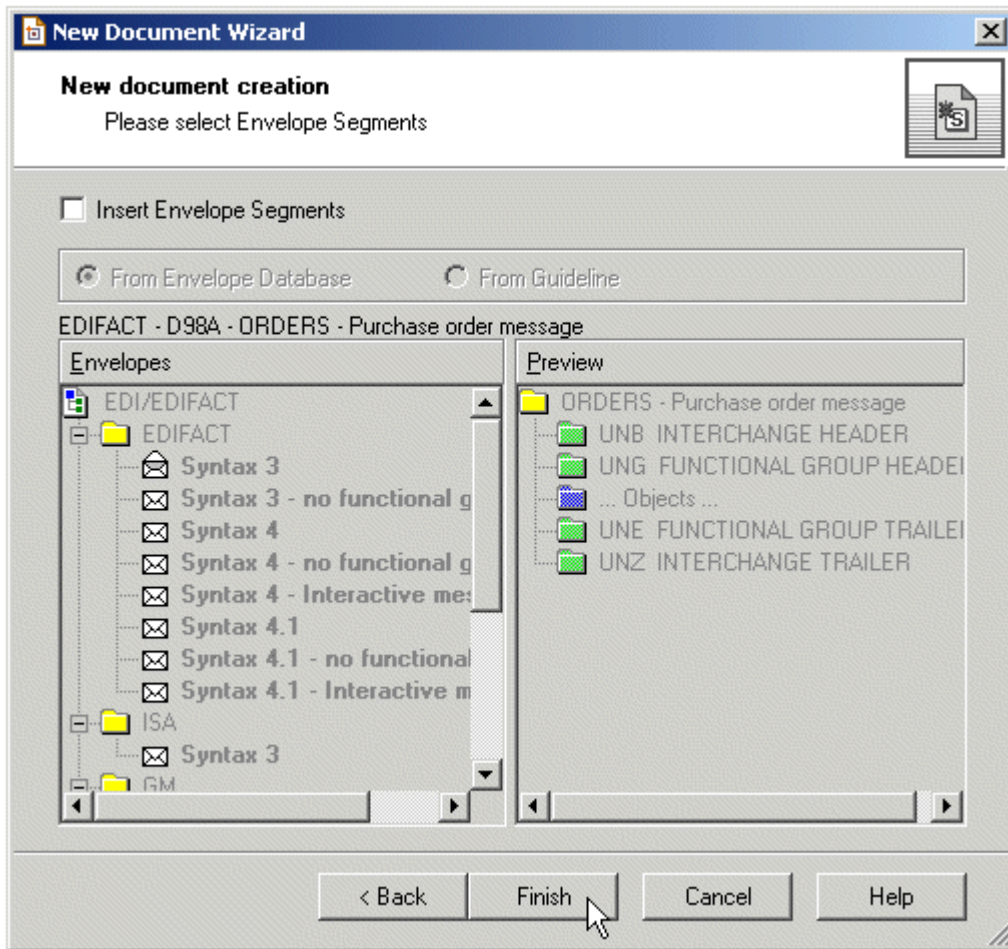 New Document Wizard
New document creation
Please select Envelope Segments
Insert Envelope Segments
From Envelope Database
From Guideline
EDIFACT - D98A - ORDERS - Purchase order message
Envelopes
EDI/EDIFACT
EDIFACT
Syntax 3
Syntax 3 - no functional g
Syntax 4
Syntax 4 - no functional g
Syntax 4 - Interactive mes
Syntax 4.1
Syntax 4.1 - no functional
Syntax 4.1 - Interactive m
ISA
Syntax 3
GM
Preview
ORDERS - Purchase order message
UNB INTERCHANGE HEADER
UNG FUNCTIONAL GROUP HEADE
... Objects ...
UNE FUNCTIONAL GROUP TRAILE
UNZ INTERCHANGE TRAILER
< Back
Finish
Cancel
Help